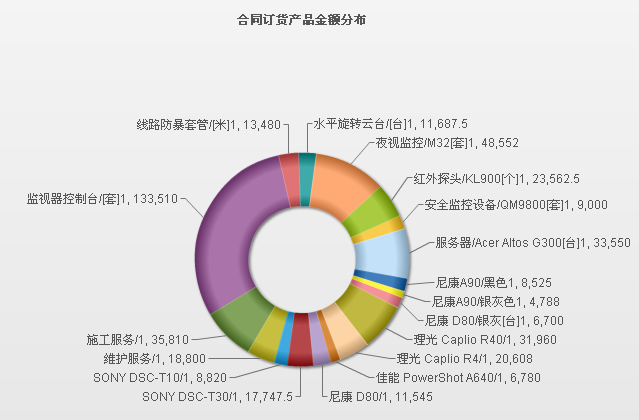 合同订货产品金额分布
线路防暴套管/[米]1, 13,480
水平旋转云台/[台]1, 11,687.5
夜视监控/M32[套]1, 48,552
红外探头/KL900[个]1, 23,562.5
安全监控设备/QM9800[套]1, 9,000
服务器/Acer Altos G300[台]1, 33,550
尼康A90/黑色1, 8,525
尼康A90/银灰色1, 4,788
尼康 D80/银灰[台]1, 6,700
理光 Caplio R40/1, 31,960
理光 Caplio R4/1, 20,608
佳能 PowerShot A640/1, 6,780
尼康 D80/1, 11,545
SONY DSC-T30/1, 17,747.5
SONY DSC-T10/1, 8,820
维护服务/1, 18,800
施工服务/1, 35,810
监视器控制台/[套]1, 133,510